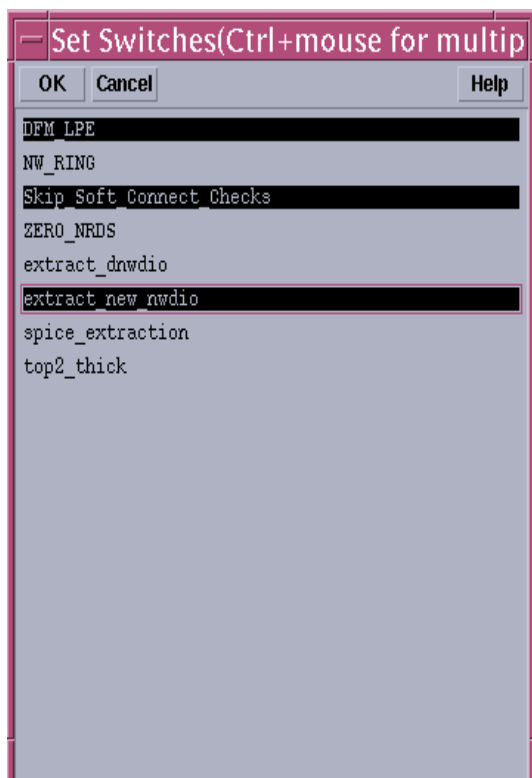 Set Switches(Ctrl+mouse for multip
OK Cancel Help
DFM_LPE
NW_RING
Skip_Soft_Connect_Checks
ZERO_NRDS
extract_dnwdio
extract_new_nwdio
spice_extraction
top2_thick